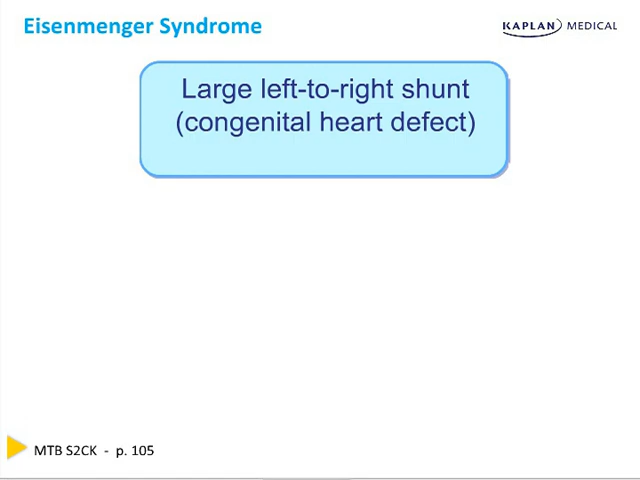 Eisenmenger Syndrome
KAPLAN MEDICAL
Large left-to-right shunt
(congenital heart defect)
MTB S2CK - p. 105